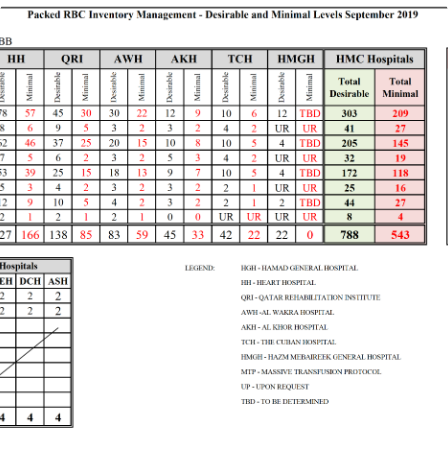 Packed RBC Inventory Management - Desirable and Minimal Levels September 2019
BB
HH QRI AWH AKH TCH HMGH HMC Hospitals
Desirable Minimal Desirable Minimal Desirable Minimal Desirable Minimal Desirable Minimal Desirable Minimal Total Desirable Total Minimal
78 57 45 30 30 22 12 9 10 6 12 TBD 303 209
8 6 9 5 3 2 3 2 4 2 UR UR 41 27
62 46 37 25 20 15 10 8 10 5 4 TBD 205 145
7 5 6 2 3 2 5 3 4 2 UR UR 32 19
53 39 25 15 18 13 9 7 10 5 4 TBD 172 118
5 3 4 2 3 2 3 2 2 1 UR UR 25 16
12 9 10 5 4 2 3 2 2 1 2 TBD 44 27
2 1 2 1 2 1 0 0 UR UR UR UR 8 4
27 166 138 85 83 59 45 33 42 22 22 0 788 543
Hospitals
EH DCH ASH
2 2 2
2 2 2
4 4 4
LEGEND: HGH - HAMAD GENERAL HOSPITAL
HH - HEART HOSPITAL
QRI - QATAR REHABILITATION INSTITUTE
AWH - AL WAKRA HOSPITAL
AKH - AL KHOR HOSPITAL
TCH - THE CUBAN HOSPITAL
HMGH - HAZM MEBAIREEK GENERAL HOSPITAL
MTP - MASSIVE TRANSFUSION PROTOCOL
UP - UPON REQUEST
TBD - TO BE DETERMINED